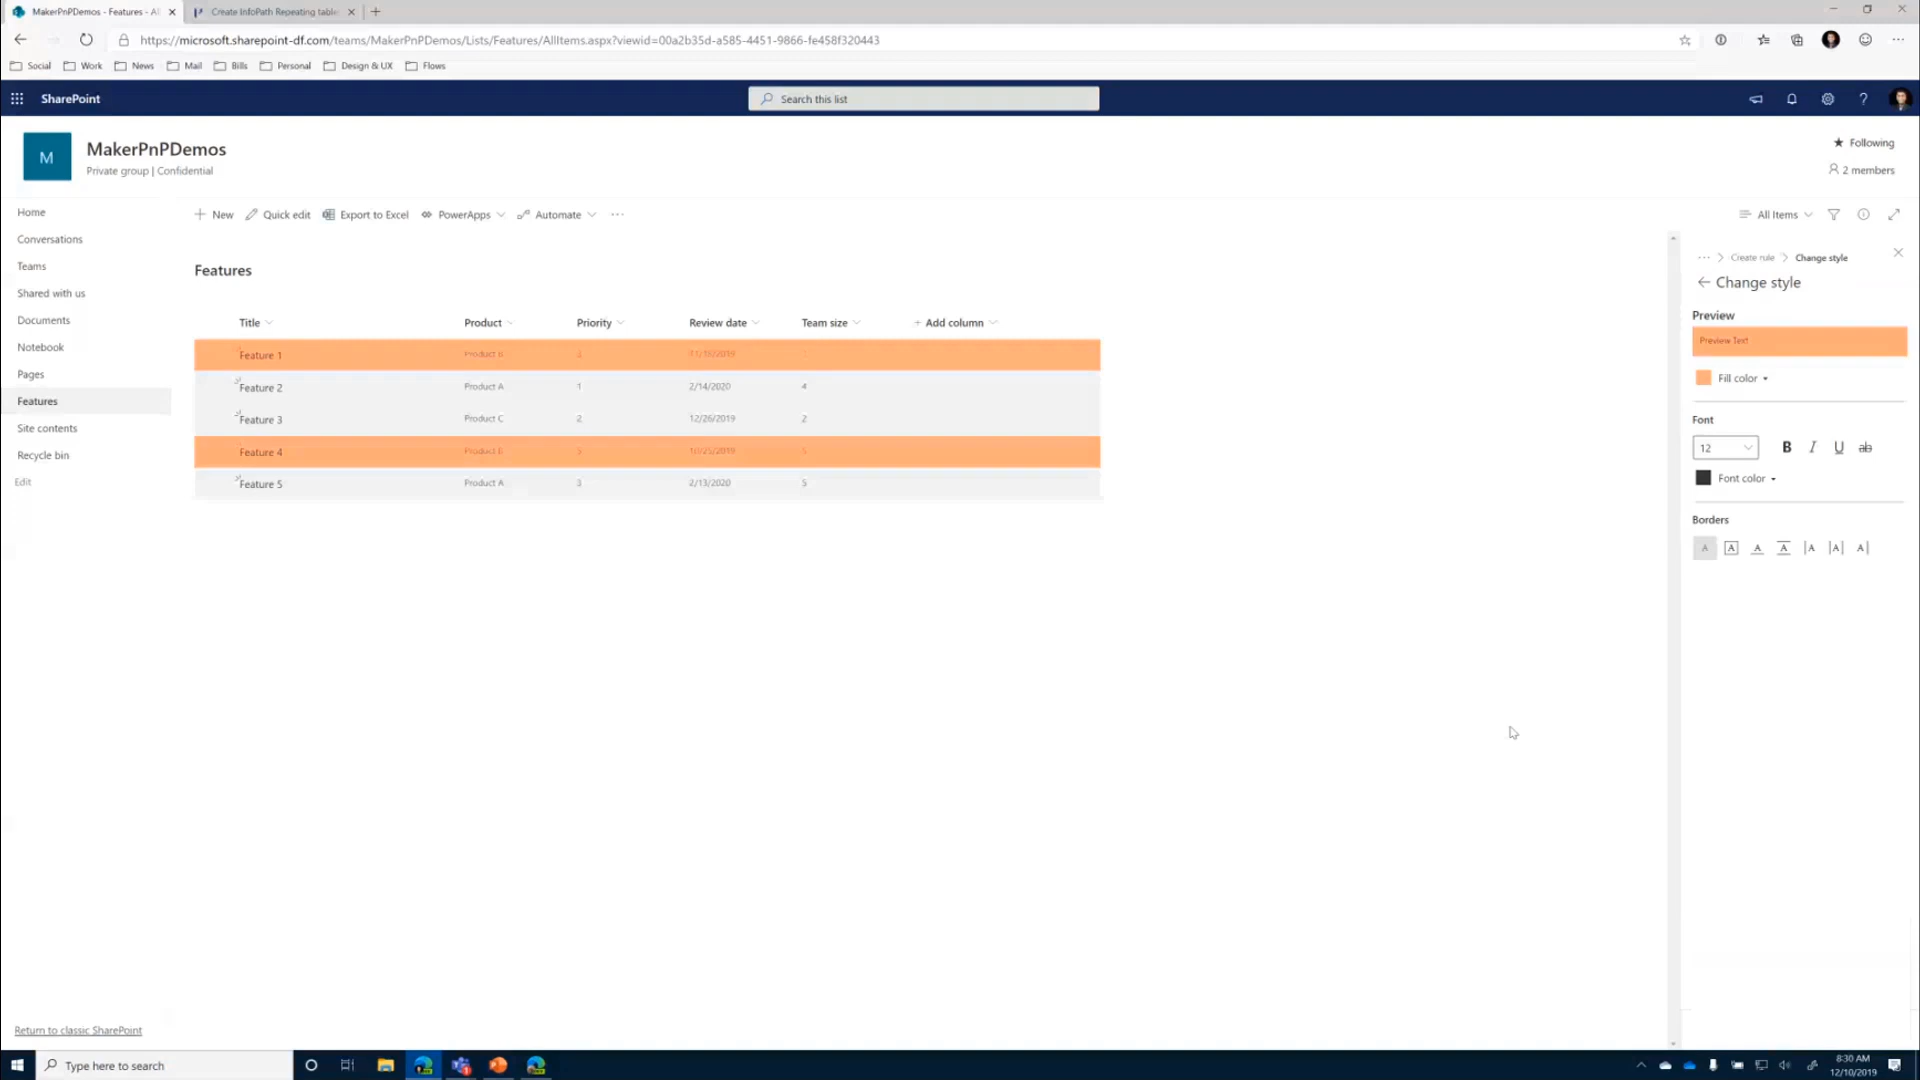 MakerPnPDemos - Features - Al
Create InfoPath Repeating table
https://microsoft.sharepoint-df.com/teams/MakerPnPDemos/Lists/Features/AllItems.aspx?viewid=00a2b35d-a585-4451-9866-fe458f320443
Social Work News Mail Bills Personal Design & UX Flows
SharePoint
Search this list
M
MakerPnPDemos
Private group | Confidential
Following
2 members
Home
Conversations
Teams
Shared with us
Documents
Notebook
Pages
Features
Site contents
Recycle bin
Edit
New Quick edit Export to Excel PowerApps Automate
All Items
Features
Title Product Priority Review date Team size + Add column
Feature 1 Product B 11/15/2019
Feature 2 Product A 1 2/14/2020 4
Feature 3 Product C 2 12/26/2019 2
Feature 4 5 5
Feature 5 Product A 3 2/13/2020 5
Create rule Change style
Change style
Preview
Preview Text
Fill color
Font
12 B I U ab
Font color
Borders
A A A A A A A
Return to classic SharePoint
Type here to search
8:30 AM
12/10/2019